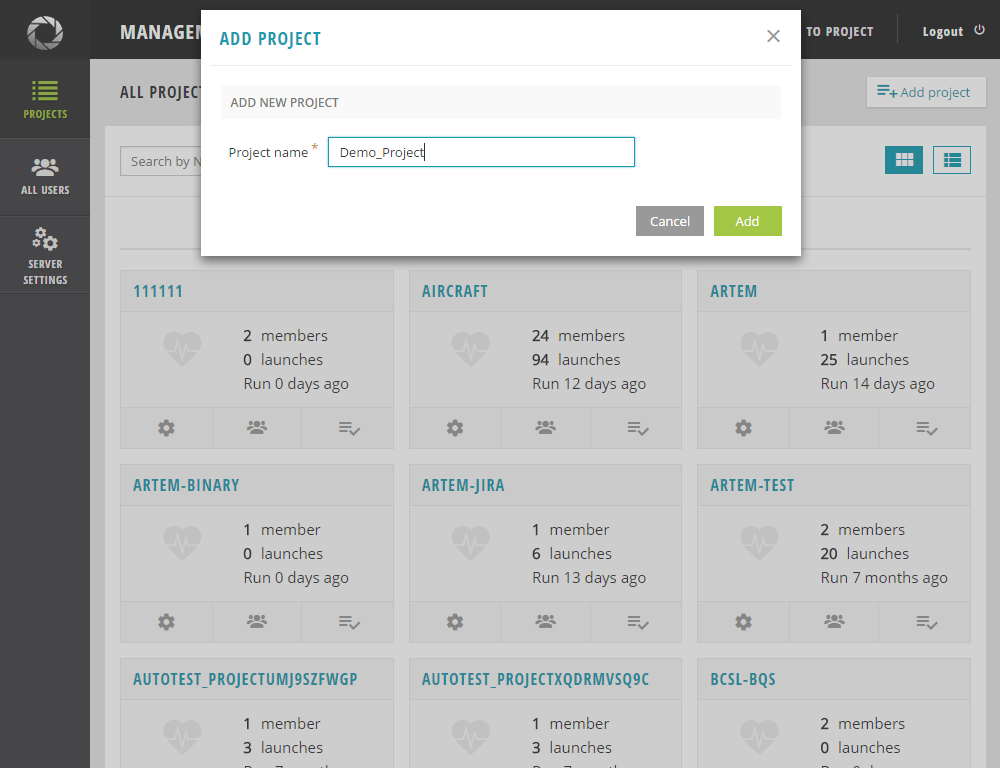 MANAGEM
TO PROJECT
Logout
ADD PROJECT
ADD NEW PROJECT
Project name *
Demo_Project
Cancel
Add
PROJECTS
ALL USERS
SERVER
SETTINGS
ALL PROJECT
Add project
Search by N
111111
2 members
0 launches
Run 0 days ago
AIRCRAFT
24 members
94 launches
Run 12 days ago
ARTEM
1 member
25 launches
Run 14 days ago
ARTEM-BINARY
1 member
0 launches
Run 0 days ago
ARTEM-JIRA
1 member
6 launches
Run 13 days ago
ARTEM-TEST
2 members
20 launches
Run 7 months ago
AUTOTEST_PROJECTUMJ9SZFWGP
1 member
3 launches
AUTOTEST_PROJECTXQDRMVSQ9C
1 member
3 launches
BCSL-BQS
2 members
0 launches